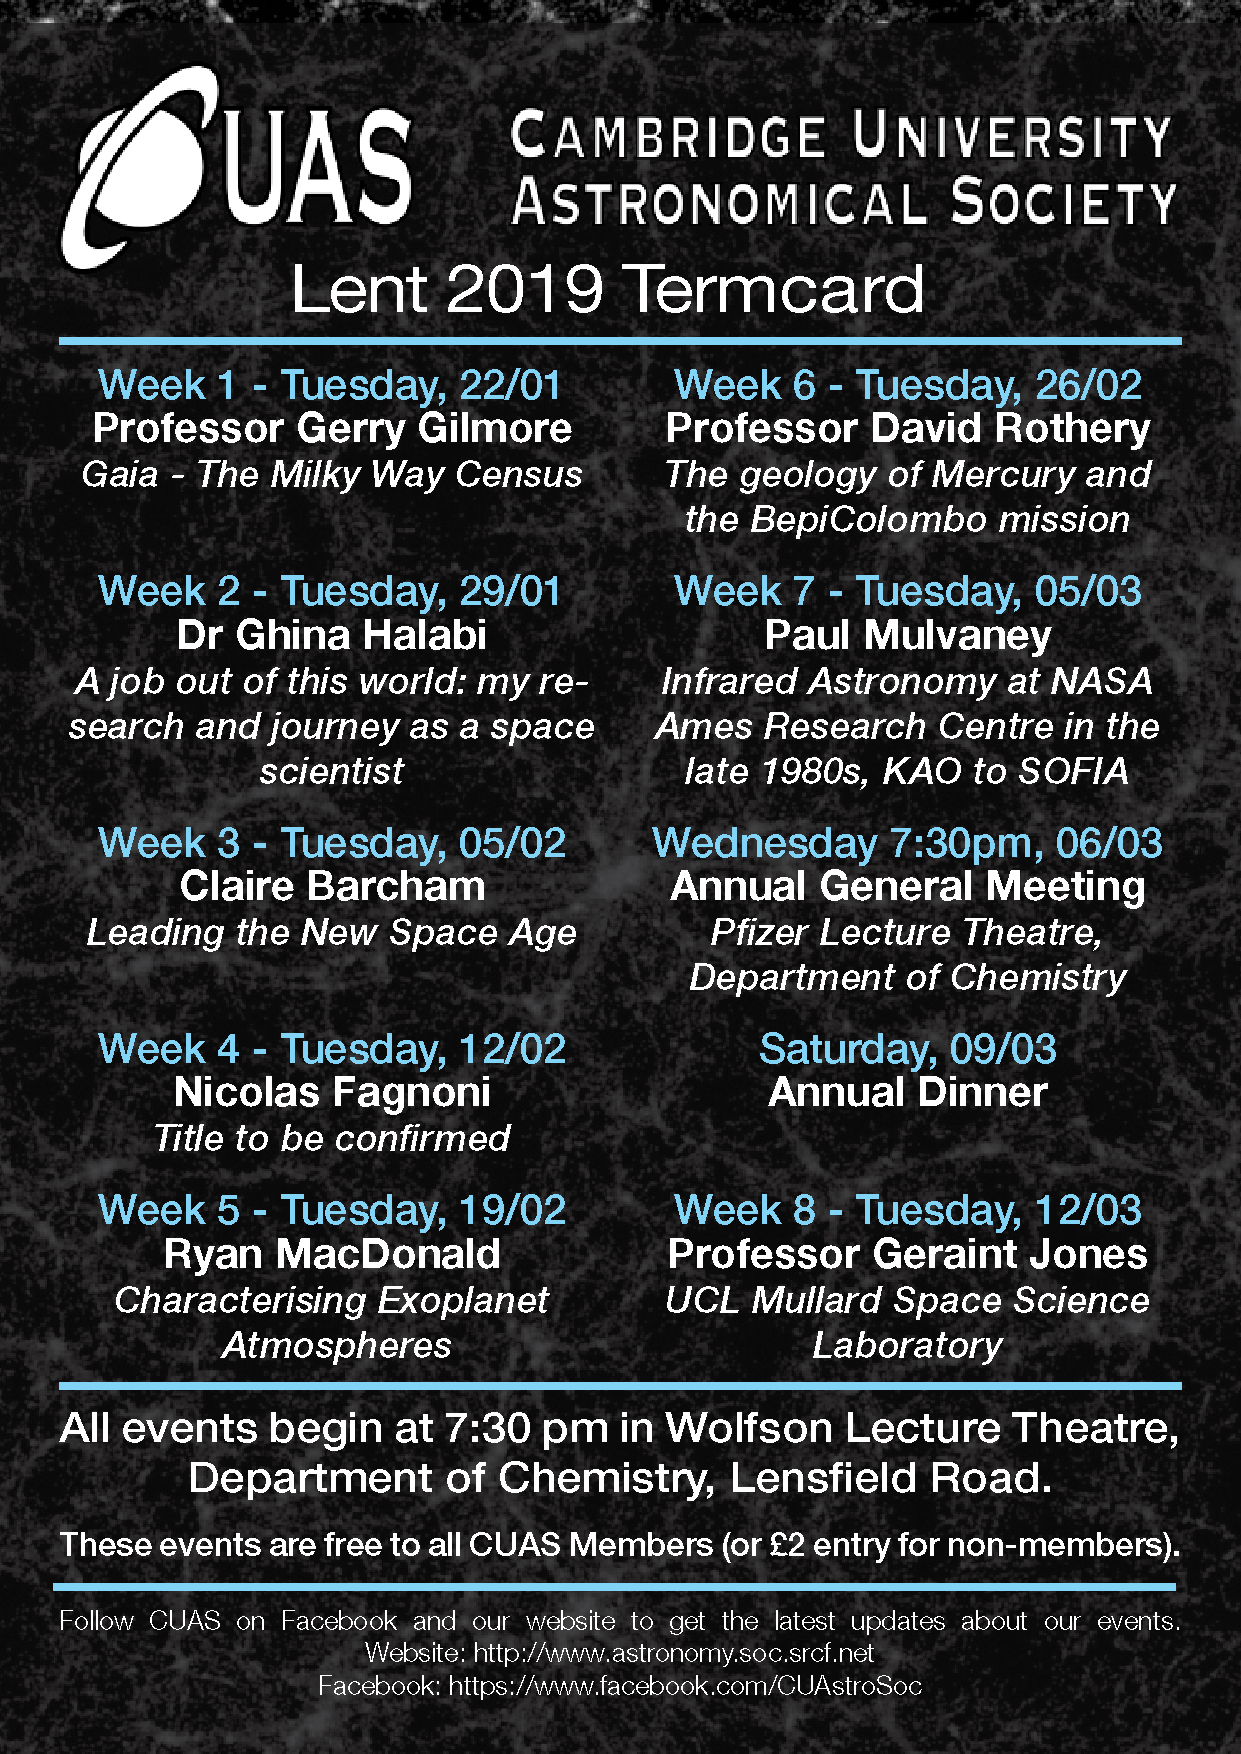 CUAS
CAMBRIDGE UNIVERSITY
ASTRONOMICAL SOCIETY
Lent 2019 Termcard
Week 1 - Tuesday, 22/01
Professor Gerry Gilmore
Gaia - The Milky Way Census
Week 2 - Tuesday, 29/01
Dr Ghina Halabi
A job out of this world: my re-
search and journey as a space
scientist
Week 3 - Tuesday, 05/02
Claire Barcham
Leading the New Space Age
Week 4 - Tuesday, 12/02
Nicolas Fagnoni
Title to be confirmed
Week 5 - Tuesday, 19/02
Ryan MacDonald
Characterising Exoplanet
Atmospheres
Week 6 - Tuesday, 26/02
Professor David Rothery
The geology of Mercury and
the BepiColombo mission
Week 7 - Tuesday, 05/03
Paul Mulvaney
Infrared Astronomy at NASA
Ames Research Centre in the
late 1980s, KAO to SOFIA
Wednesday 7:30pm, 06/03
Annual General Meeting
Pfizer Lecture Theatre,
Department of Chemistry
Saturday, 09/03
Annual Dinner
Week 8 - Tuesday, 12/03
Professor Geraint Jones
UCL Mullard Space Science
Laboratory
All events begin at 7:30 pm in Wolfson Lecture Theatre,
Department of Chemistry, Lensfield Road.
These events are free to all CUAS Members (or £2 entry for non-members).
Follow CUAS on Facebook and our website to get the latest updates about our events.
Website: http://www.astronomy.soc.srcf.net
Facebook: https://www.facebook.com/CUAstroSoc